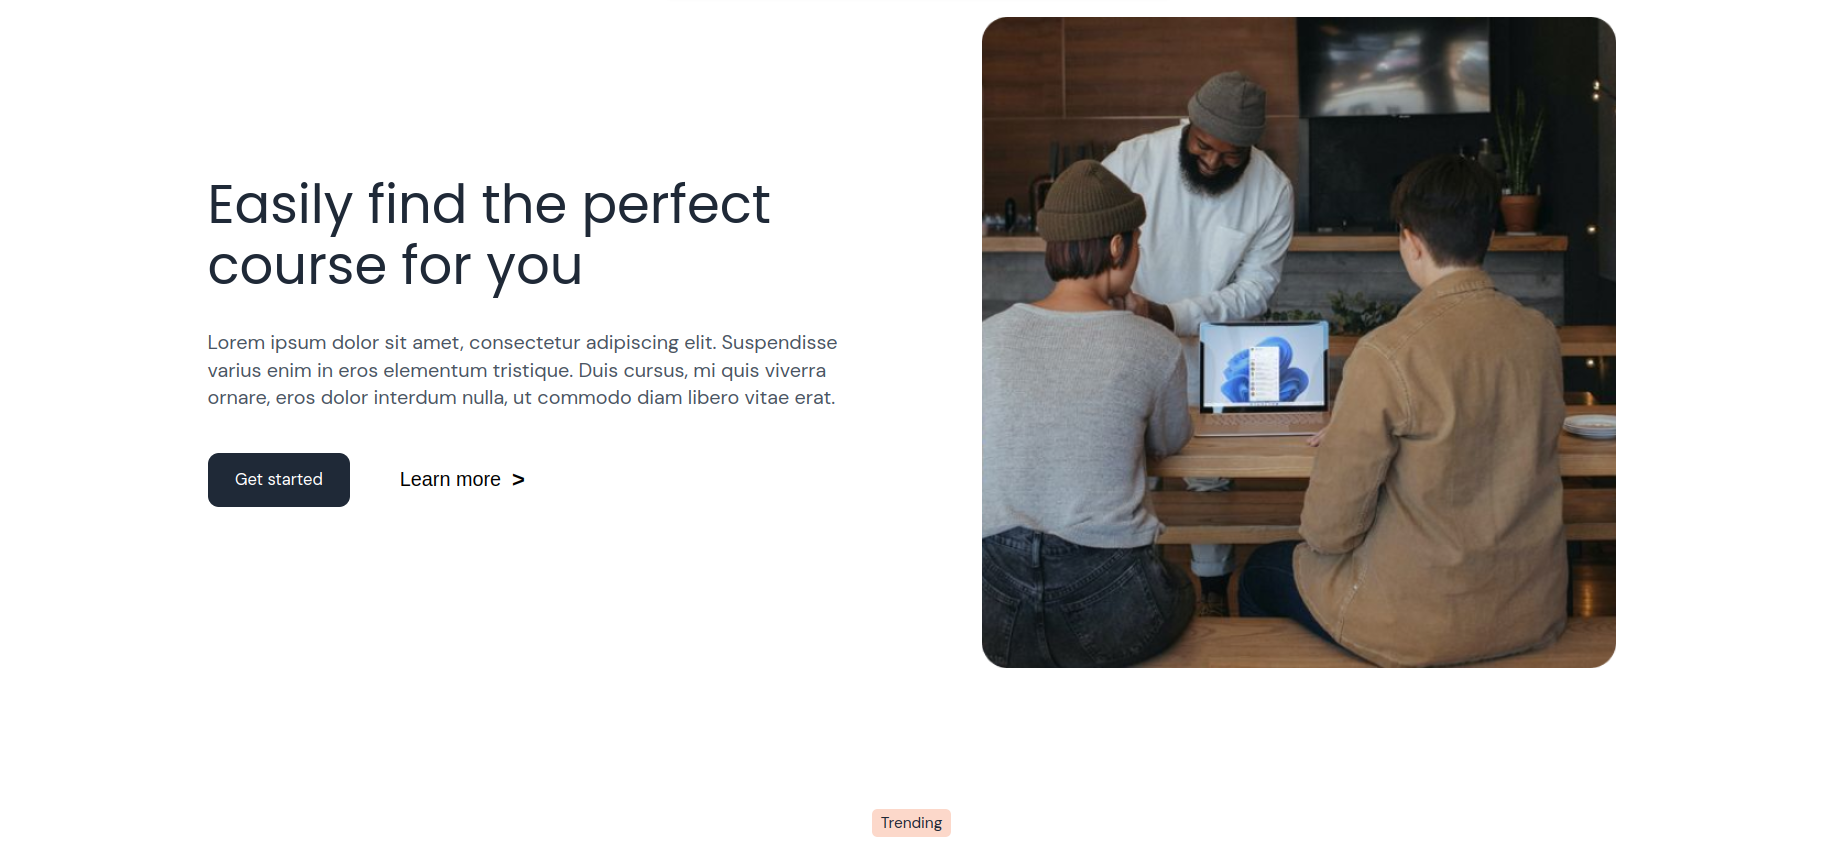 Easily find the perfect
course for you
Lorem ipsum dolor sit amet, consectetur adipiscing elit. Suspendisse
varius enim in eros elementum tristique. Duis cursus, mi quis viverra
ornare, eros dolor interdum nulla, ut commodo diam libero vitae erat.
Get started
Learn more >
Trending